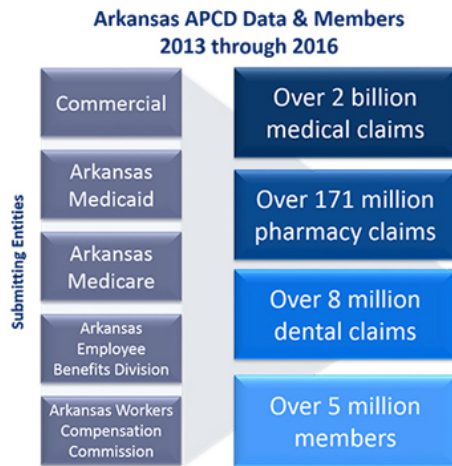 Arkansas APCD Data & Members
2013 through 2016
Submitting Entities
Commercial
Arkansas
Medicaid
Arkansas
Medicare
Arkansas
Employee
Benefits Division
Arkansas Workers
Compensation
Commission
Over 2 billion
medical claims
Over 171 million
pharmacy claims
Over 8 million
dental claims
Over 5 million
members